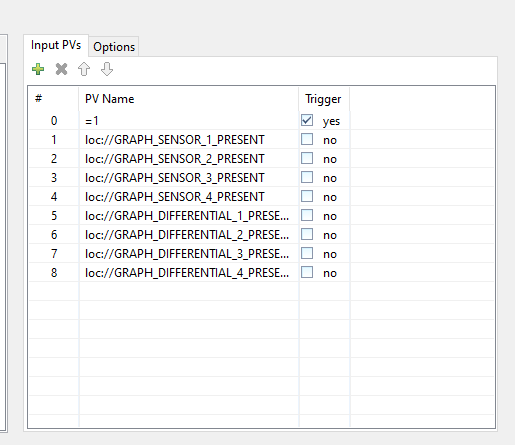 Input PVs Options
# PV Name Trigger
0 =1 yes
1 loc://GRAPH_SENSOR_1_PRESENT no
2 loc://GRAPH_SENSOR_2_PRESENT no
3 loc://GRAPH_SENSOR_3_PRESENT no
4 loc://GRAPH_SENSOR_4_PRESENT no
5 loc://GRAPH_DIFFERENTIAL_1_PRESE... no
6 loc://GRAPH_DIFFERENTIAL_2_PRESE... no
7 loc://GRAPH_DIFFERENTIAL_3_PRESE... no
8 loc://GRAPH_DIFFERENTIAL_4_PRESE... no